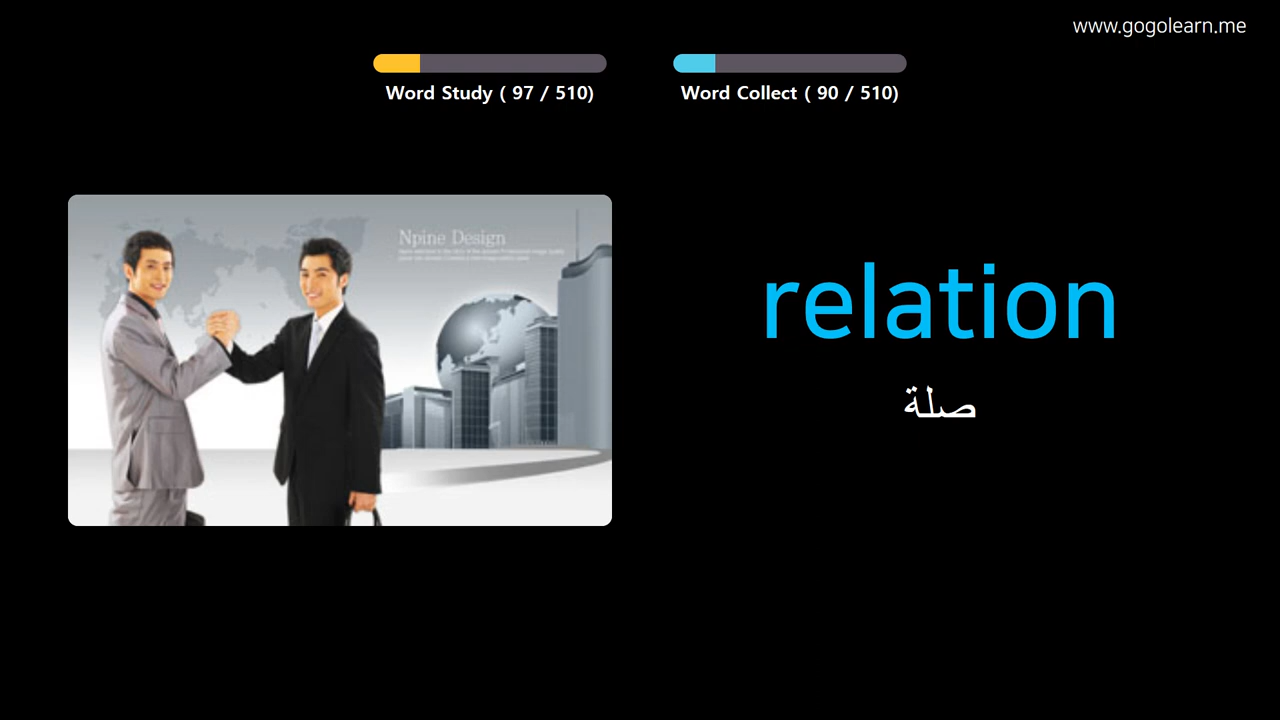 www.gogolearn.me
Word Study ( 97 / 510)
Word Collect ( 90 / 510)
Npine Design
relation
صلة